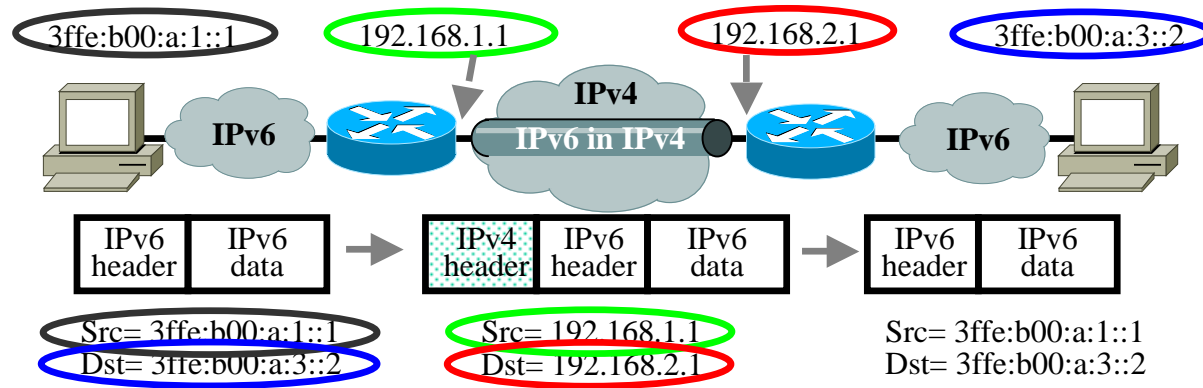 3ffe:b00:a:1::1
192.168.1.1
192.168.2.1
3ffe:b00:a:3::2
IPv4
IPv6
IPv6 in IPv4
IPv6
IPv6 header
IPv6 data
IPv4 header
IPv6 header
IPv6 data
IPv6 header
IPv6 data
Src= 3ffe:b00:a:1::1
Dst= 3ffe:b00:a:3::2
Src= 192.168.1.1
Dst= 192.168.2.1
Src= 3ffe:b00:a:1::1
Dst= 3ffe:b00:a:3::2